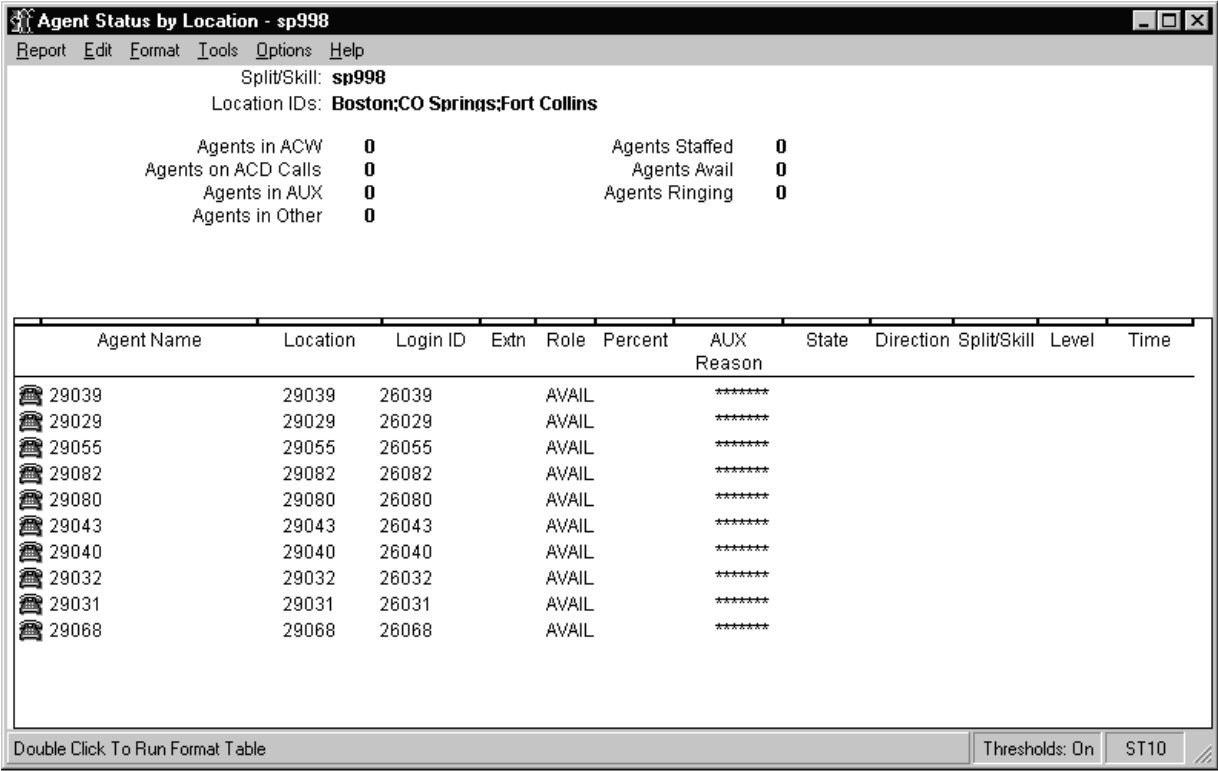 Agent Status by Location - sp998
Report Edit Format Tools Options Help
Split/Skill: sp998
Location IDs: Boston;CO Springs;Fort Collins
Agents in ACW 0 Agents Staffed 0
Agents on ACD Calls 0 Agents Avail 0
Agents in AUX 0 Agents Ringing 0
Agents in Other 0
Agent Name Location Login ID Extn Role Percent AUX Reason State Direction Split/Skill Level Time
29039 29039 26039 AVAIL *******
29029 29029 26029 AVAIL *******
29055 29055 26055 AVAIL *******
29082 29082 26082 AVAIL *******
29080 29080 26080 AVAIL *******
29043 29043 26043 AVAIL *******
29040 29040 26040 AVAIL *******
29032 29032 26032 AVAIL *******
29031 29031 26031 AVAIL *******
29068 29068 26068 AVAIL *******
Double Click To Run Format Table Thresholds: On ST10